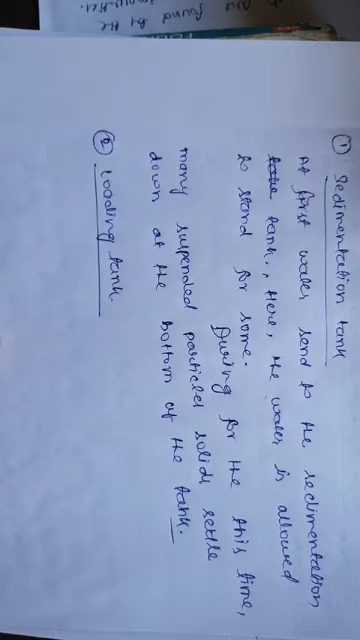 ① Sedimentation tank
At first water send to the sedimentation
tank., Here, the water is allowed
to stand for some. During for the this time,
many suspended particles solids settle
down at the bottom of the tank.
② Loading tank.
are found at the